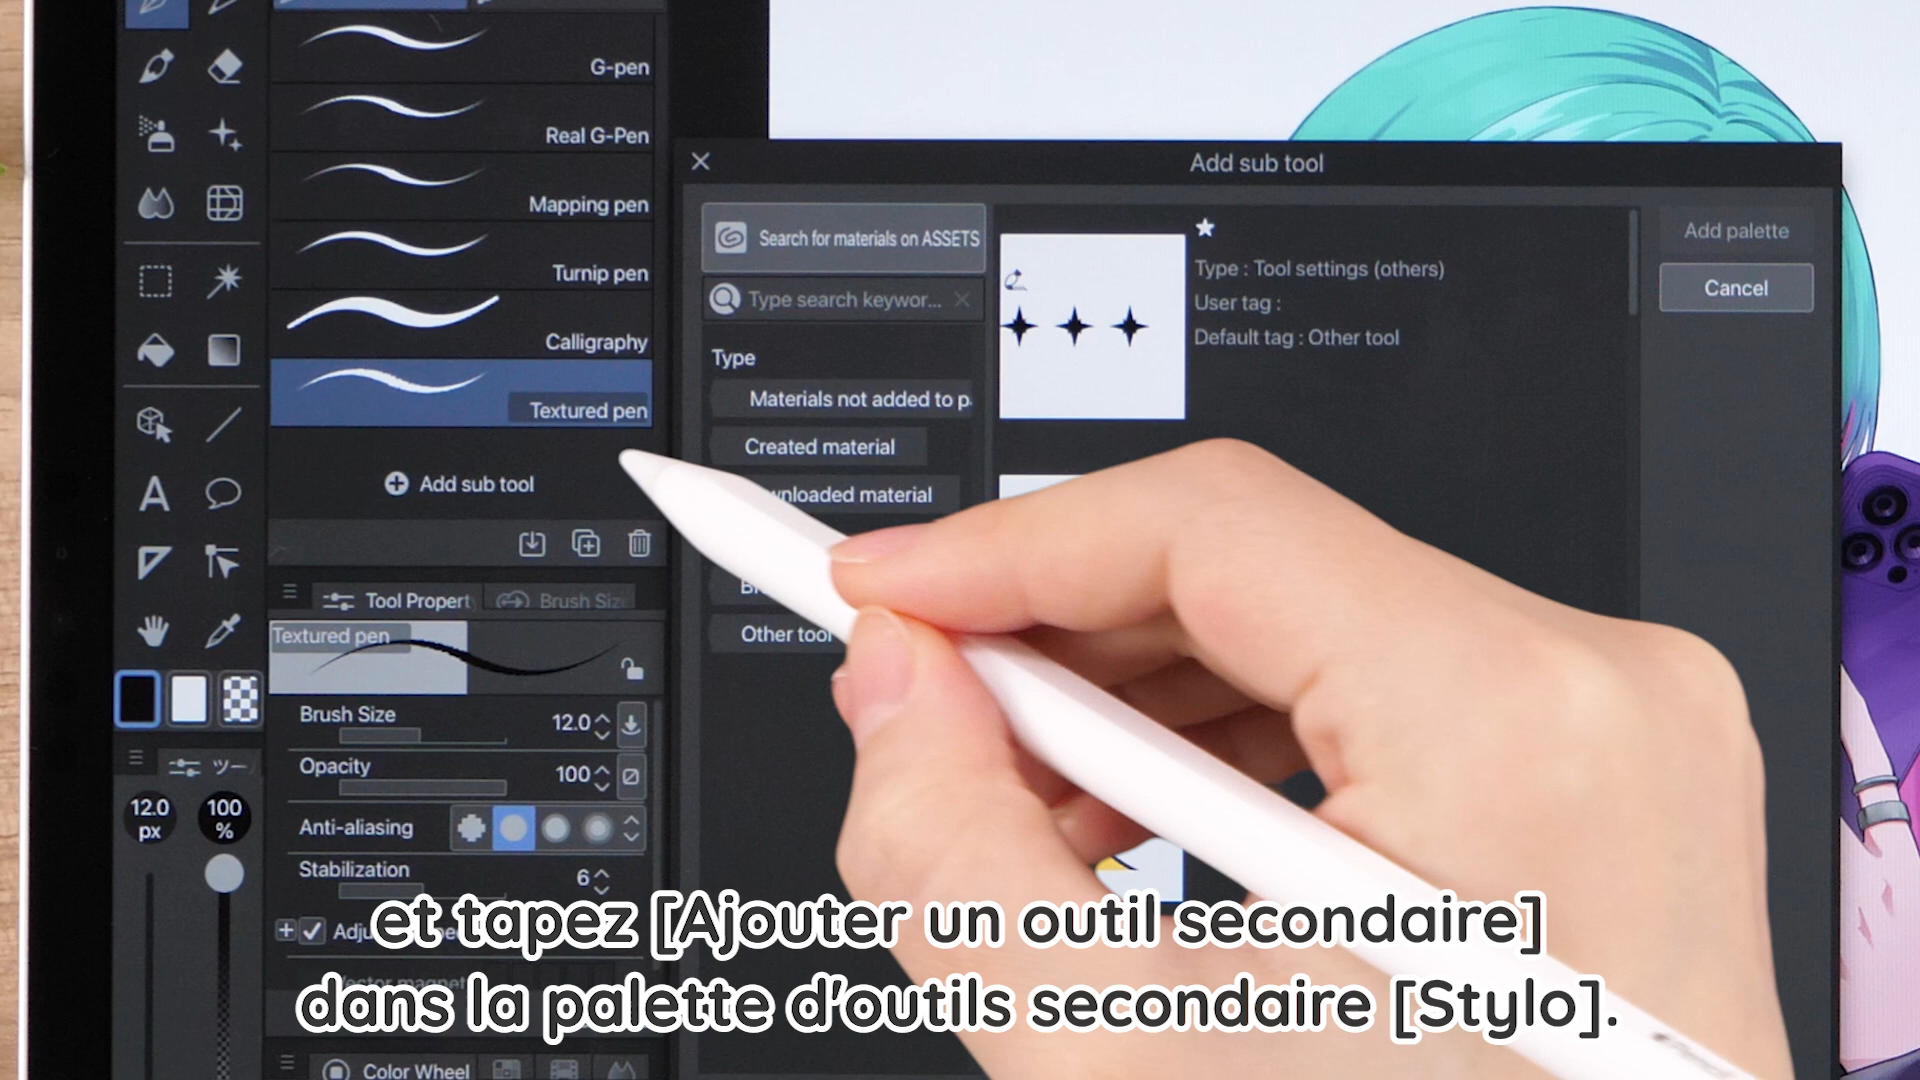 G-pen
Real G-Pen
Mapping pen
Turnip pen
Calligraphy
Textured pen
Add sub tool
Tool Propert
Brush Siz
Textured pen
Brush Size
12.0
Opacity
100
Anti-aliasing
Stabilization
6
Color Wheel
ツー
12.0
px
100
%
Add sub tool
Search for materials on ASSETS
Type search keywor...
Type
Materials not added to p
Created material
wnloaded material
Other tool
Type : Tool settings (others)
User tag :
Default tag : Other tool
Add palette
Cancel
et tapez [Ajouter un outil secondaire]
dans la palette d'outils secondaire [Stylo].